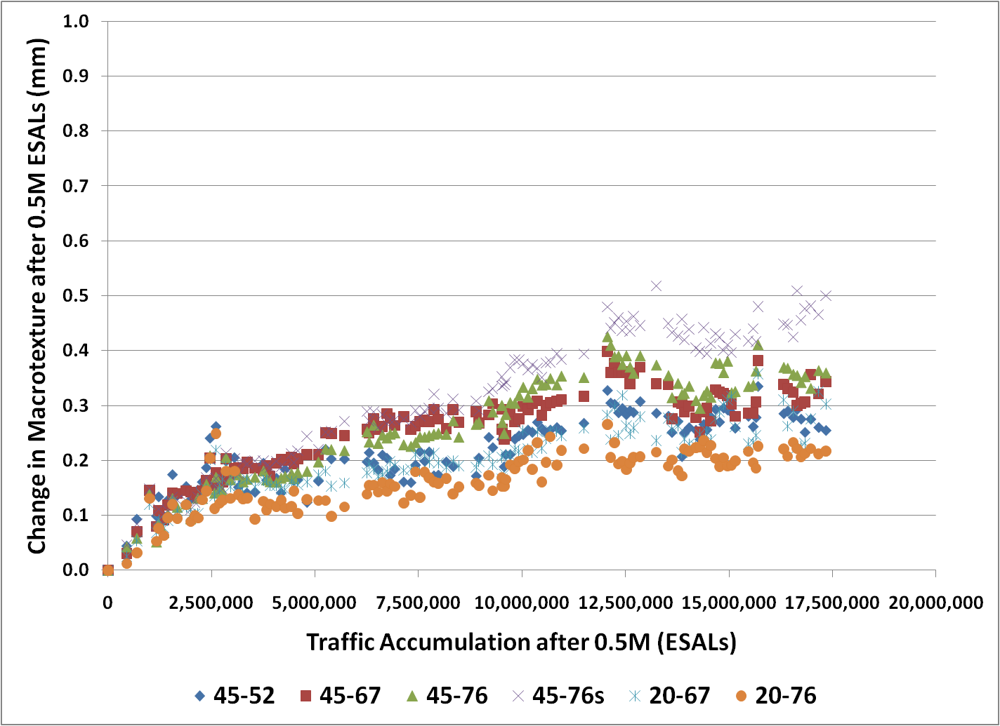 Change in Macrotexture after 0.5M ESALs (mm)
1.0
0.9
0.8
0.7
0.6
0.5
0.4
0.3
0.2
0.1
0.0
0 2,500,000 5,000,000 7,500,000 10,000,000 12,500,000 15,000,000 17,500,000 20,000,000
Traffic Accumulation after 0.5M (ESALs)
45-52 45-67 45-76 45-76s 20-67 20-76